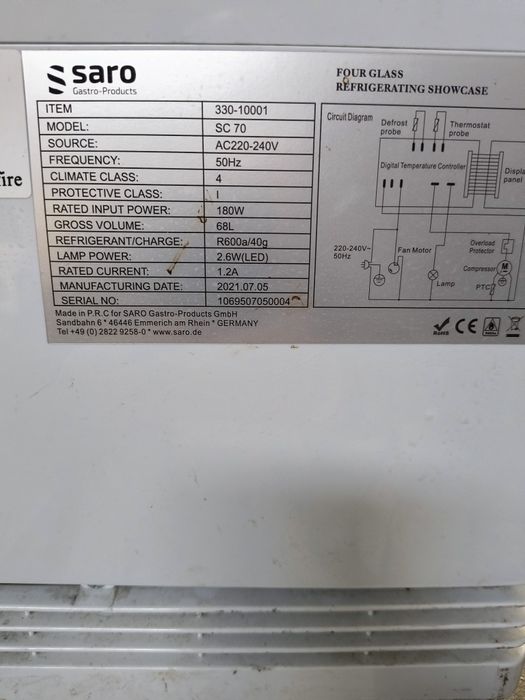 saro
Gastro-Products
FOUR GLASS
REFRIGERATING SHOWCASE
ITEM 330-10001
MODEL: SC 70
SOURCE: AC220-240V
FREQUENCY: 50Hz
CLIMATE CLASS: 4
PROTECTIVE CLASS: I
RATED INPUT POWER: 180W
GROSS VOLUME: 68L
REFRIGERANT/CHARGE: R600a/40g
LAMP POWER: 2.6W(LED)
RATED CURRENT: 1.2A
MANUFACTURING DATE: 2021.07.05
SERIAL NO: 1069507050004
Made in P.R.C for SARO Gastro-Products GmbH
Sandbahn 6 * 46446 Emmerich am Rhein * GERMANY
Tel +49 (0) 2822 9258-0 * www.saro.de
Circuit Diagram
Defrost
probe
Thermostat
probe
Digital Temperature Controller
panel
220-240V~
50Hz
Fan Motor
Lamp
Overload
Protector
Compressor
M
PTC
RoHS
CE